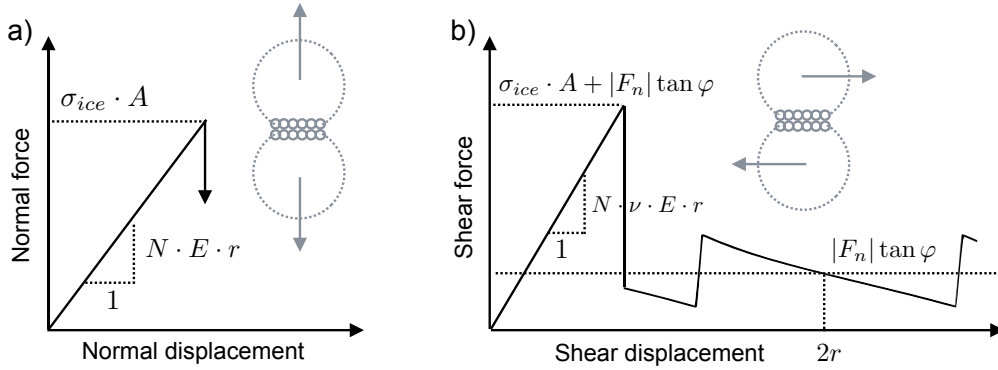 a)
Normal force
σ_ice · A
N · E · r
1
Normal displacement
b)
Shear force
σ_ice · A + |F_n| tan φ
N · ν · E · r
1
|F_n| tan φ
Shear displacement
2r